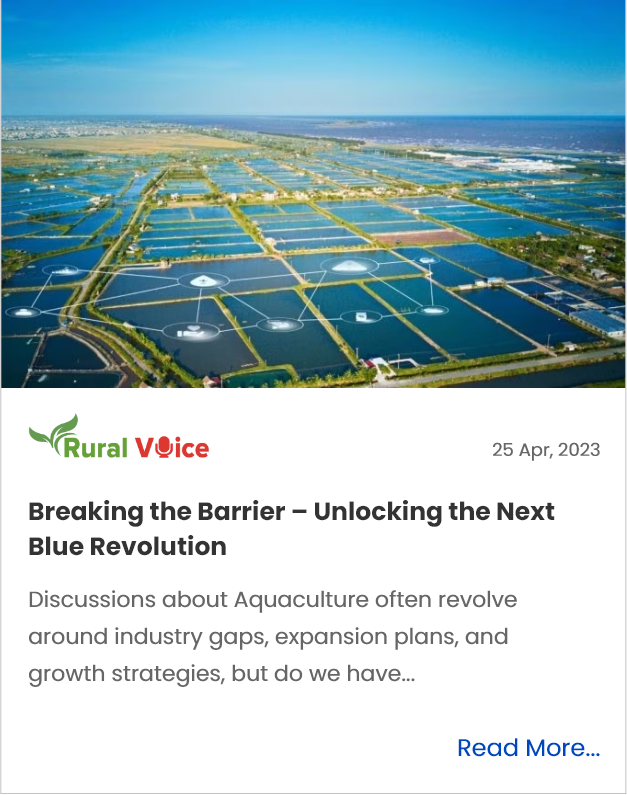 Rural Voice
25 Apr, 2023
Breaking the Barrier – Unlocking the Next
Blue Revolution
Discussions about Aquaculture often revolve
around industry gaps, expansion plans, and
growth strategies, but do we have...
Read More...